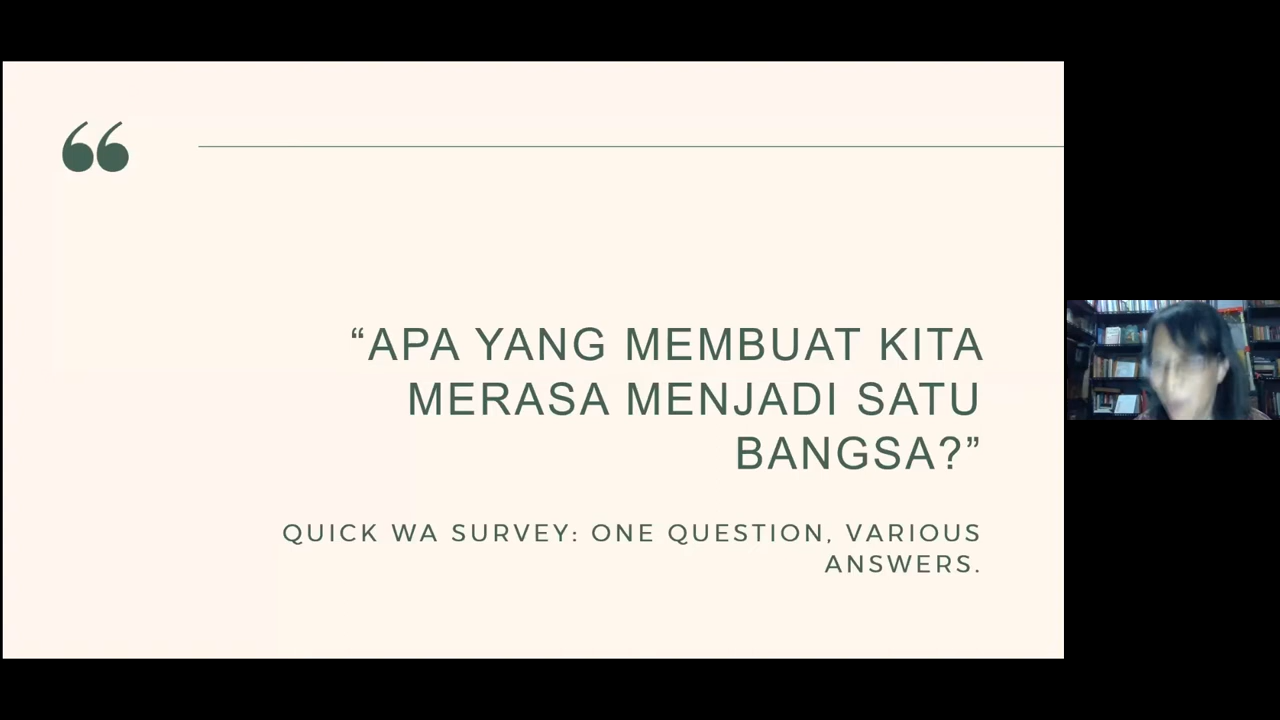 “APA YANG MEMBUAT KITA
MERASA MENJADI SATU
BANGSA?”
QUICK WA SURVEY: ONE QUESTION, VARIOUS
ANSWERS.